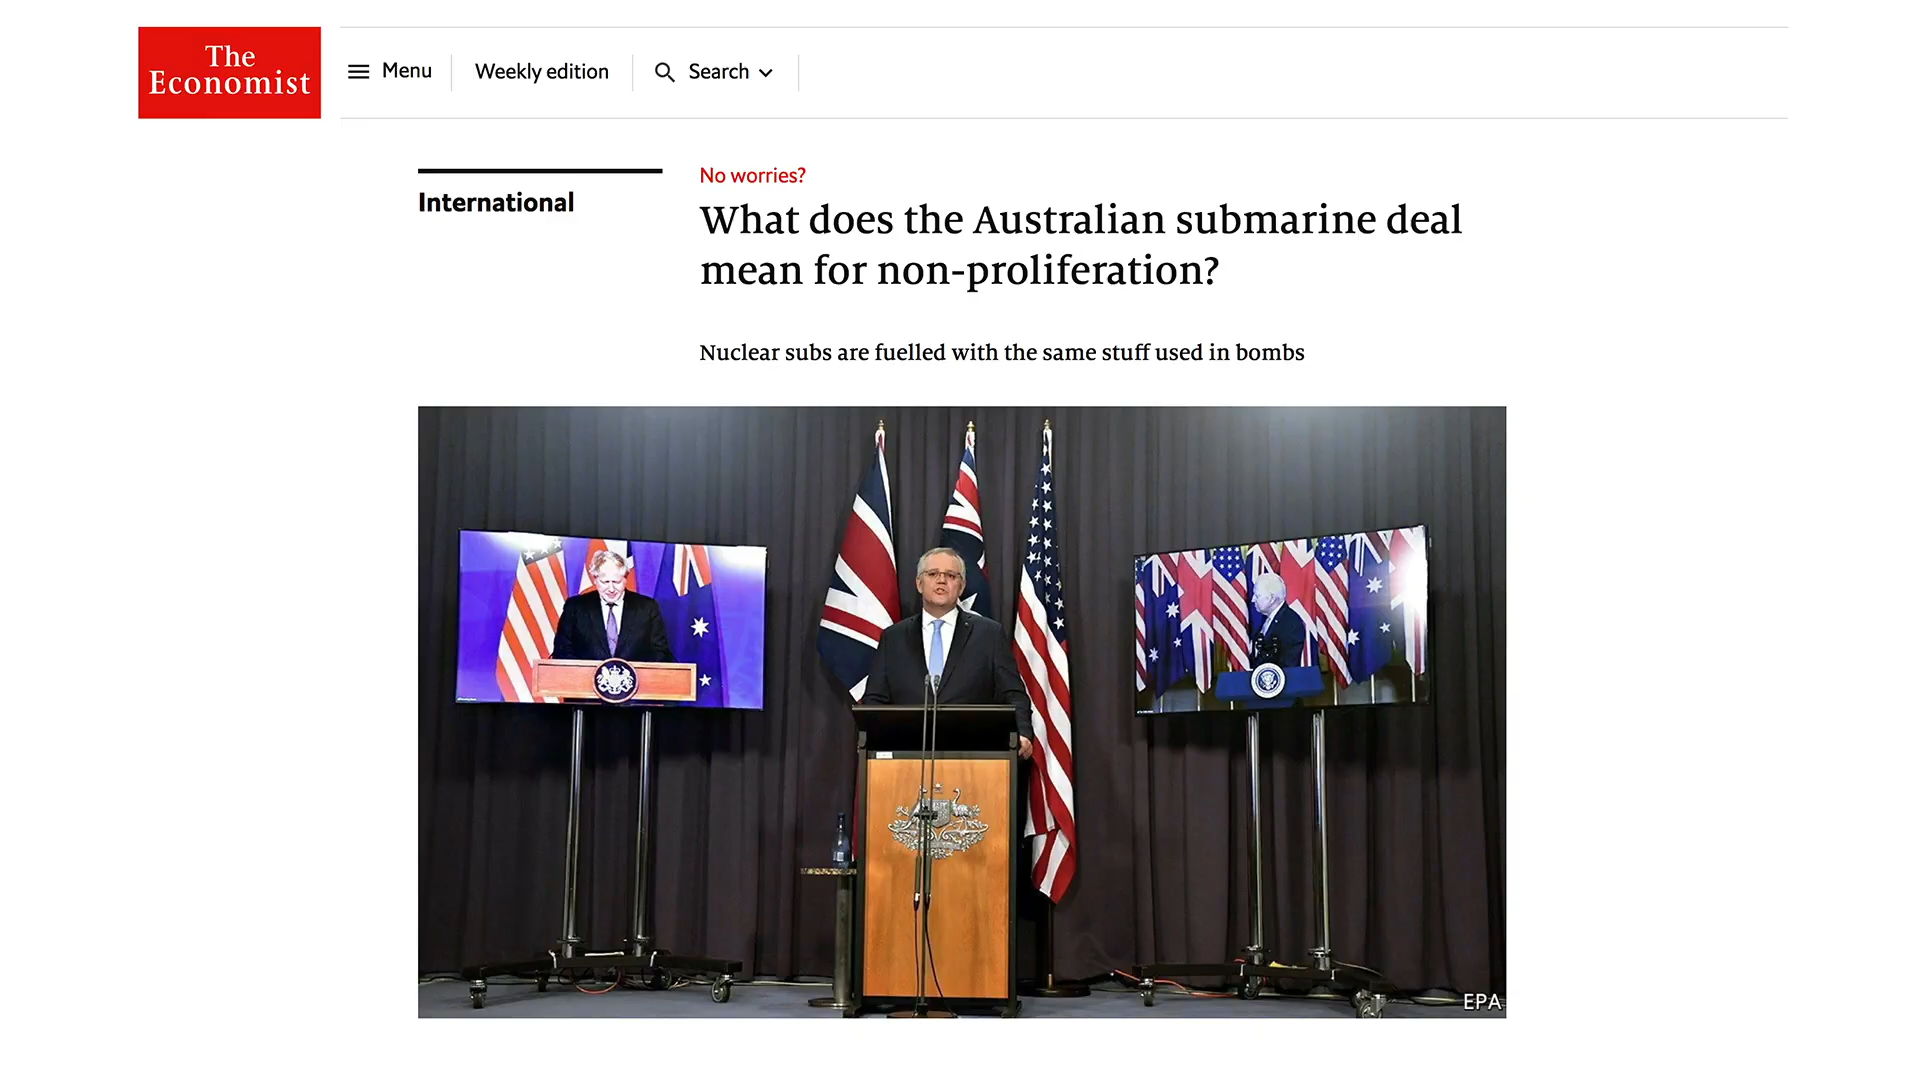 The
Economist
Menu
Weekly edition
Search
International
No worries?
What does the Australian submarine deal
mean for non-proliferation?
Nuclear subs are fuelled with the same stuff used in bombs
EPA